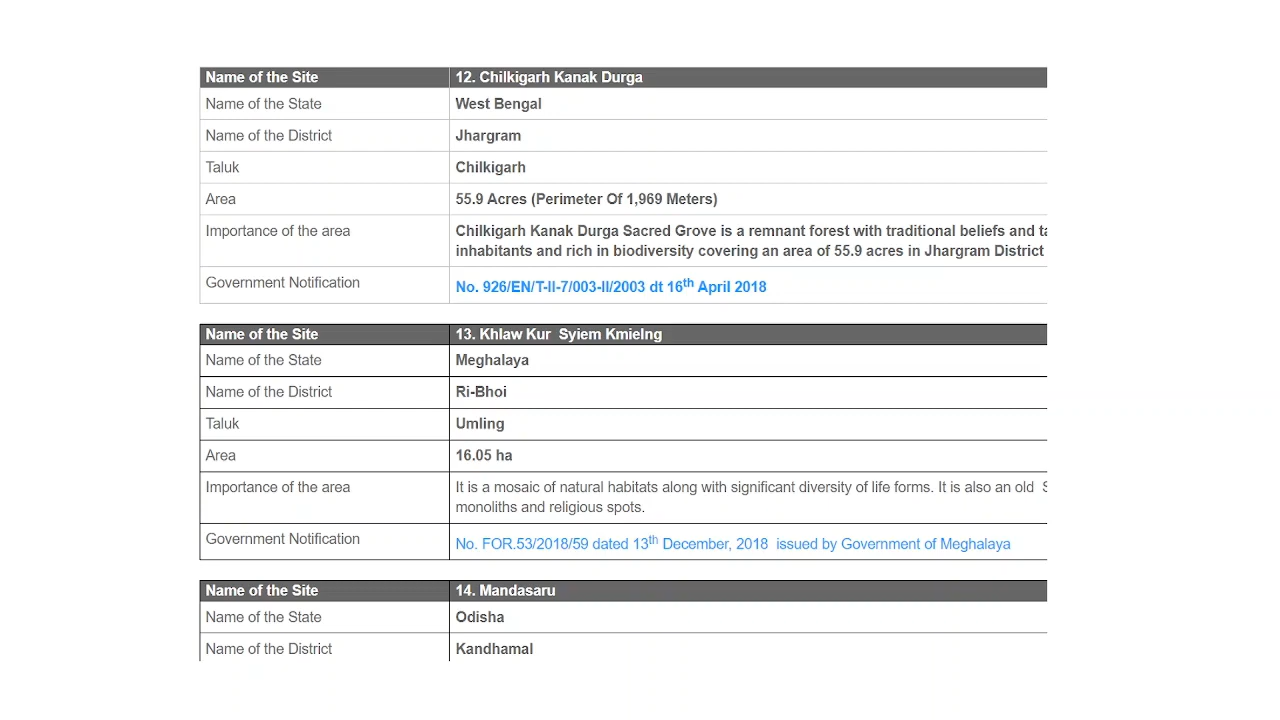 Name of the Site 12. Chilkigarh Kanak Durga
Name of the State West Bengal
Name of the District Jhargram
Taluk Chilkigarh
Area 55.9 Acres (Perimeter Of 1,969 Meters)
Importance of the area Chilkigarh Kanak Durga Sacred Grove is a remnant forest with traditional beliefs and
inhabitants and rich in biodiversity covering an area of 55.9 acres in Jhargram District
Government Notification No. 926/EN/T-II-7/003-II/2003 dt 16th April 2018
Name of the Site 13. Khlaw Kur Syiem Kmielng
Name of the State Meghalaya
Name of the District Ri-Bhoi
Taluk Umling
Area 16.05 ha
Importance of the area It is a mosaic of natural habitats along with significant diversity of life forms. It is also an old
monoliths and religious spots.
Government Notification No. FOR.53/2018/59 dated 13th December, 2018 issued by Government of Meghalaya
Name of the Site 14. Mandasaru
Name of the State Odisha
Name of the District Kandhamal